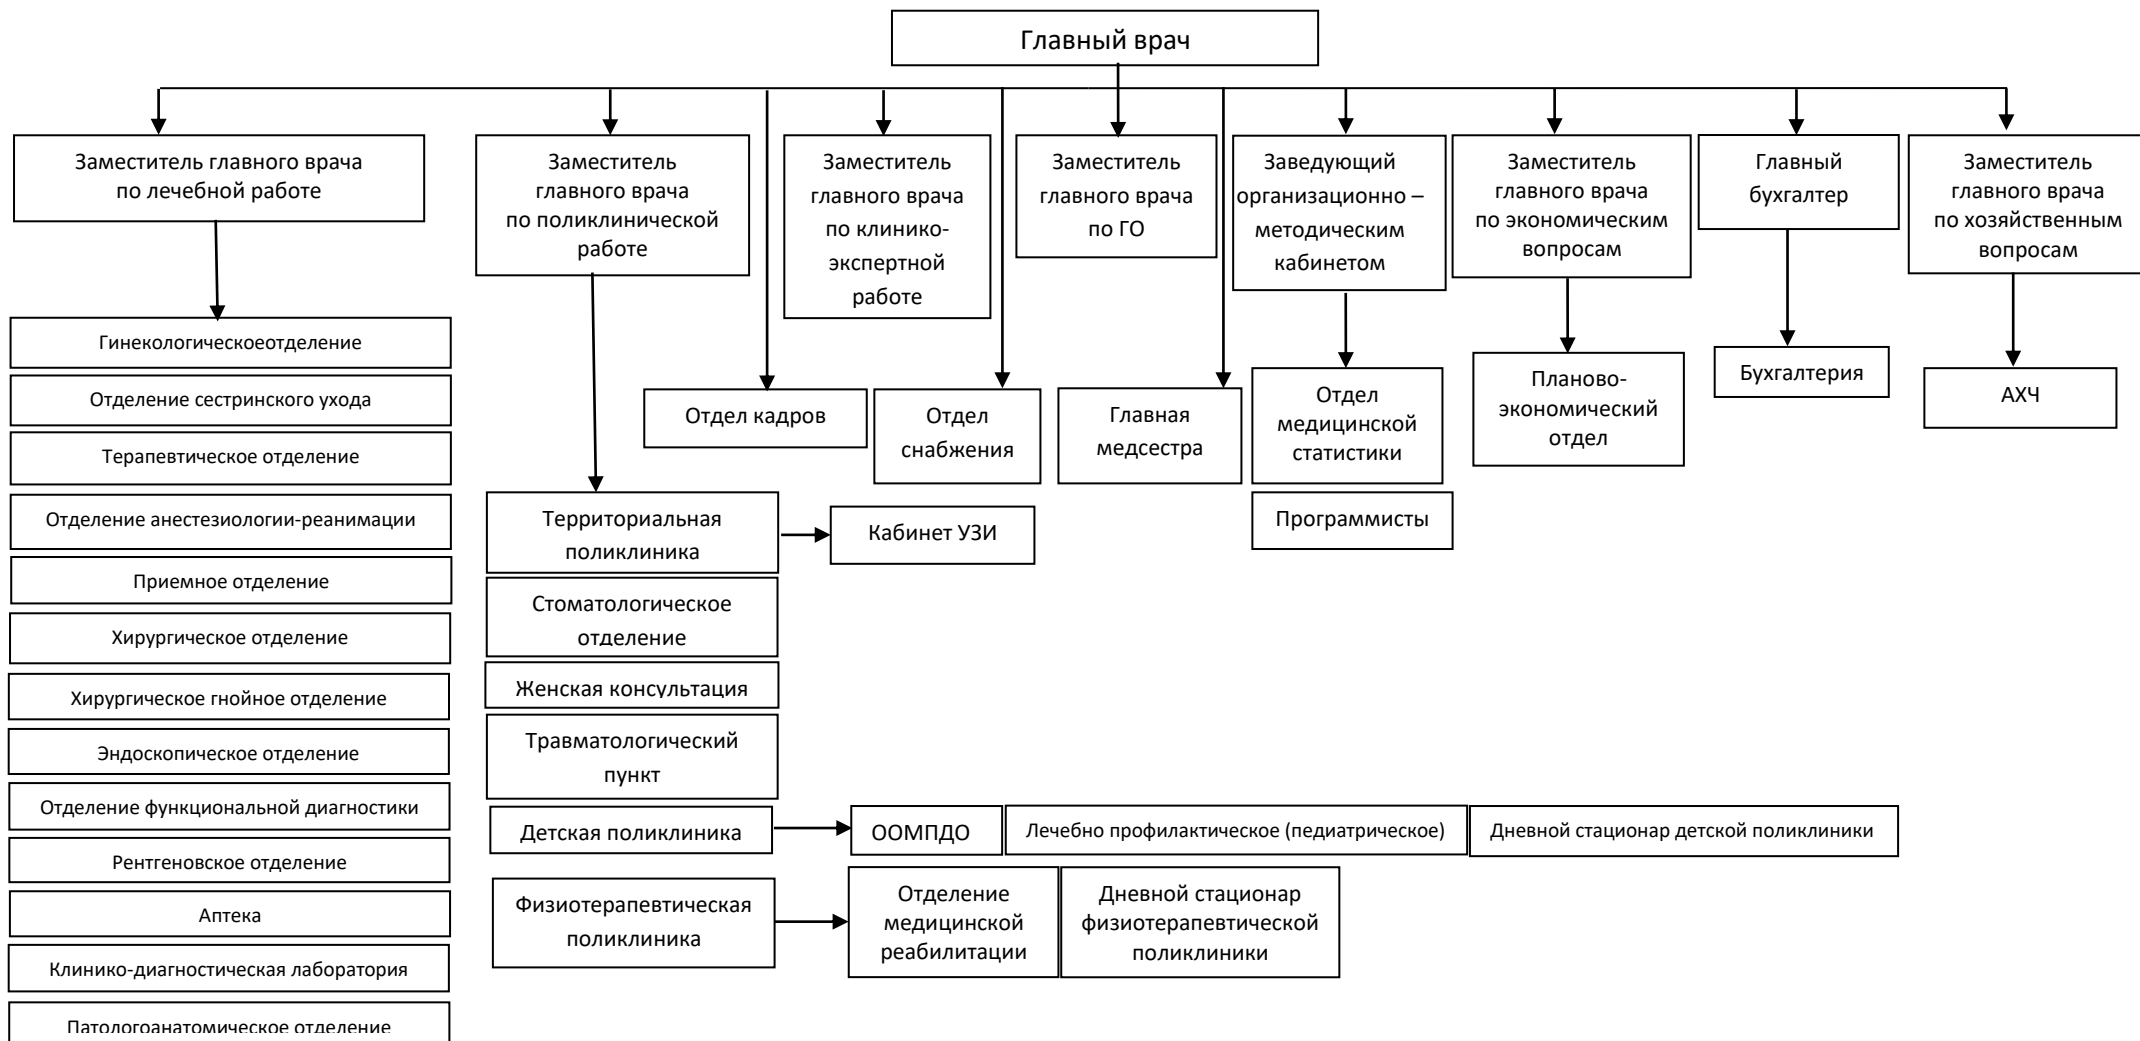 Главный врач
Заместитель главного врача
по лечебной работе
Заместитель
главного врача
по поликлинической
работе
Заместитель
главного врача
по клинико-
экспертной
работе
Заместитель
главного врача
по ГО
Заведующий
организационно –
методическим
кабинетом
Заместитель
главного врача
по экономическим
вопросам
Главный
бухгалтер
Заместитель
главного врача
по хозяйственным
вопросам
Гинекологическоеотделение
Отделение сестринского ухода
Терапевтическое отделение
Отделение анестезиологии-реанимации
Приемное отделение
Хирургическое отделение
Хирургическое гнойное отделение
Эндоскопическое отделение
Отделение функциональной диагностики
Рентгеновское отделение
Аптека
Клинико-диагностическая лаборатория
Патологоанатомическое отделение
Отдел кадров
Отдел
снабжения
Главная
медсестра
Отдел
медицинской
статистики
Программисты
Планово-
экономический
отдел
Бухгалтерия
АХЧ
Территориальная
поликлиника
Кабинет УЗИ
Стоматологическое
отделение
Женская консультация
Травматологический
пункт
Детская поликлиника
ООМПДО
Лечебно профилактическое (педиатрическое)
Дневной стационар детской поликлиники
Физиотерапевтическая
поликлиника
Отделение
медицинской
реабилитации
Дневной стационар
физиотерапевтической
поликлиники